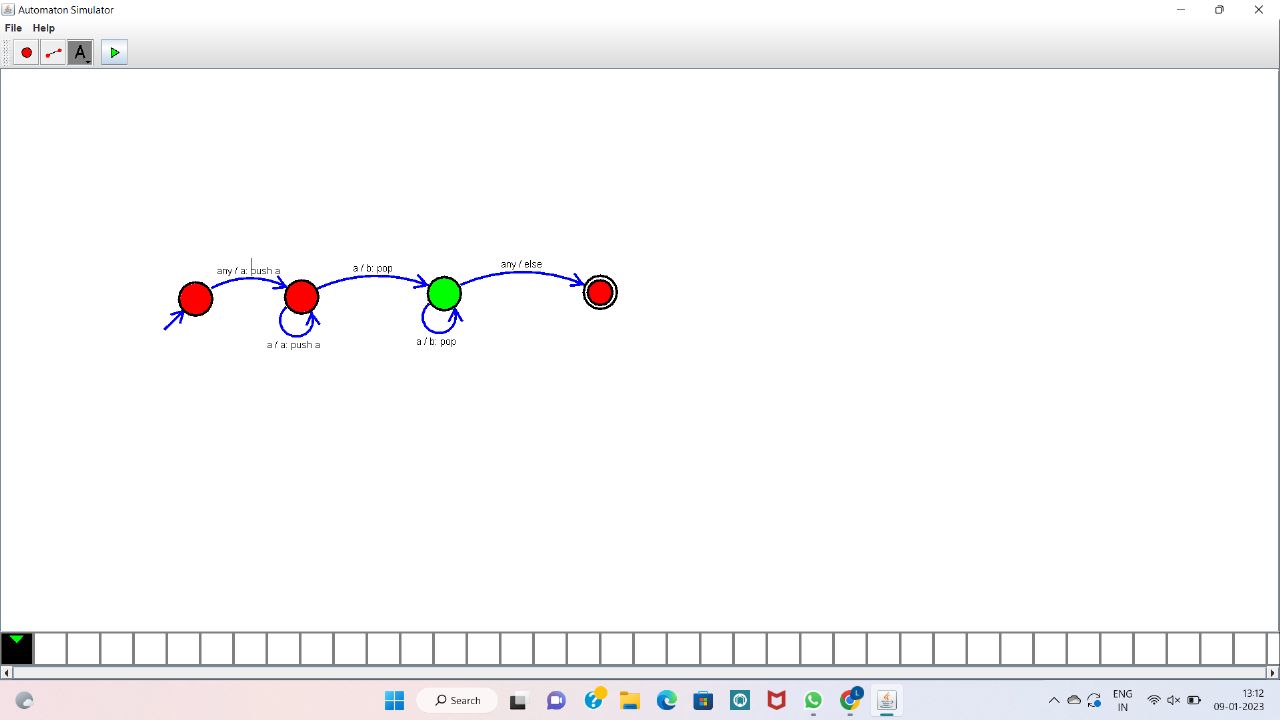 Automaton Simulator
File Help
A
any / a: push a
a / b: pop
any / else
a / a: push a
a / b: pop
Search
L
ENG
IN
13:12
09-01-2023